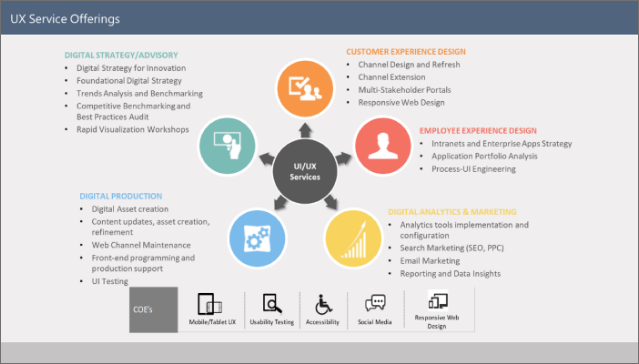 UX Service Offerings
DIGITAL STRATEGY/ADVISORY
• Digital Strategy for Innovation
• Foundational Digital Strategy
• Trends Analysis and Benchmarking
• Competitive Benchmarking and
Best Practices Audit
• Rapid Visualization Workshops
CUSTOMER EXPERIENCE DESIGN
• Channel Design and Refresh
• Channel Extension
• Multi-Stakeholder Portals
• Responsive Web Design
EMPLOYEE EXPERIENCE DESIGN
• Intranets and Enterprise Apps Strategy
• Application Portfolio Analysis
• Process-UI Engineering
UI/UX
Services
DIGITAL PRODUCTION
• Digital Asset creation
• Content updates, asset creation,
refinement
• Web Channel Maintenance
• Front-end programming and
production support
• UI Testing
DIGITAL ANALYTICS & MARKETING
• Analytics tools implementation and
configuration
• Search Marketing (SEO, PPC)
• Email Marketing
• Reporting and Data Insights
COE's
Mobile/Tablet UX
Usability Testing
Accessibility
Social Media
Responsive Web
Design